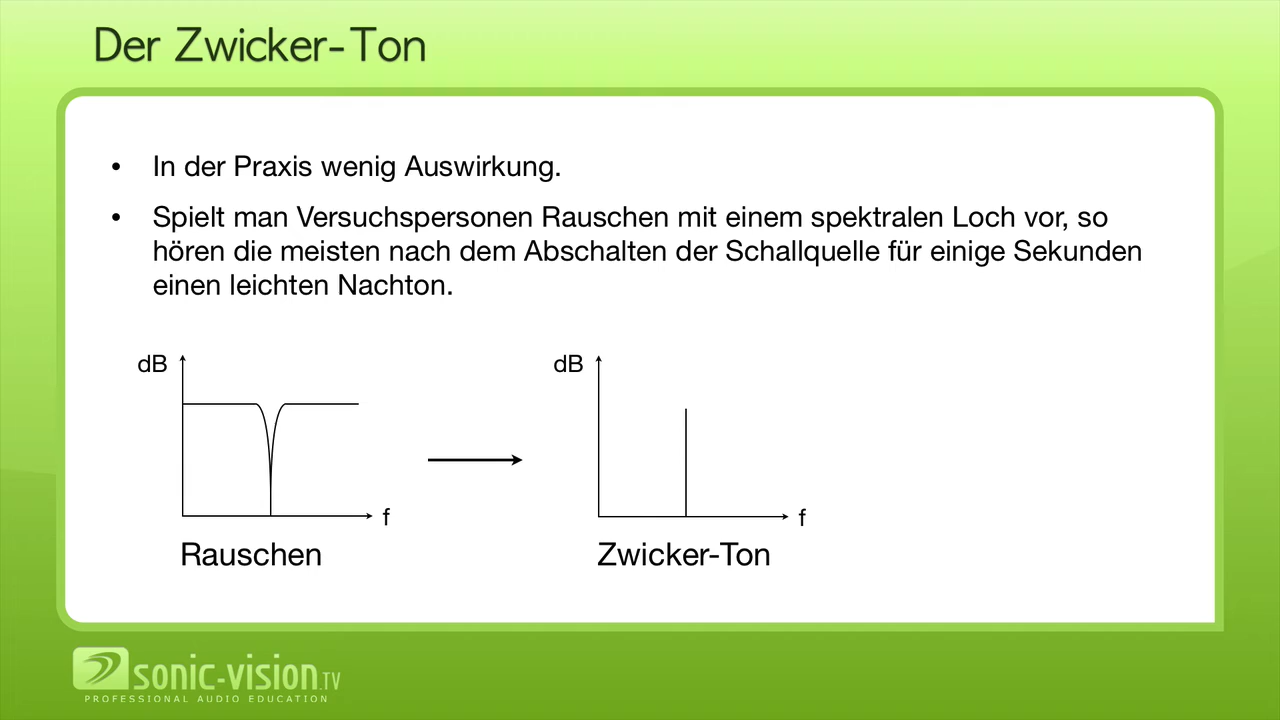 Der Zwicker-Ton
• In der Praxis wenig Auswirkung.
• Spielt man Versuchspersonen Rauschen mit einem spektralen Loch vor, so
hören die meisten nach dem Abschalten der Schallquelle für einige Sekunden
einen leichten Nachton.
dB
f
Rauschen
dB
f
Zwicker-Ton
sonic-vision.TV
PROFESSIONAL AUDIO EDUCATION